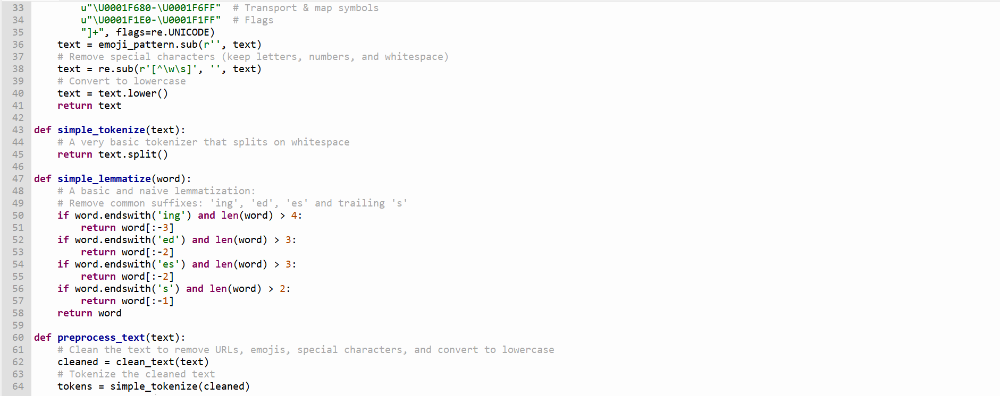 33 u"\U0001F680-\U0001F6FF"  # Transport & map symbols
34 u"\U0001F1E0-\U0001F1FF"  # Flags
35 "]+", flags=re.UNICODE)
36 text = emoji_pattern.sub(r'', text)
37 # Remove special characters (keep letters, numbers, and whitespace)
38 text = re.sub(r'[^\w\s]', '', text)
39 # Convert to lowercase
40 text = text.lower()
41 return text
42
43 def simple_tokenize(text):
44 # A very basic tokenizer that splits on whitespace
45 return text.split()
46
47 def simple_lemmatize(word):
48 # A basic and naive lemmatization:
49 # Remove common suffixes: 'ing', 'ed', 'es' and trailing 's'
50 if word.endswith('ing') and len(word) > 4:
51 return word[:-3]
52 if word.endswith('ed') and len(word) > 3:
53 return word[:-2]
54 if word.endswith('es') and len(word) > 3:
55 return word[:-2]
56 if word.endswith('s') and len(word) > 2:
57 return word[:-1]
58 return word
59
60 def preprocess_text(text):
61 # Clean the text to remove URLs, emojis, special characters, and convert to lowercase
62 cleaned = clean_text(text)
63 # Tokenize the cleaned text
64 tokens = simple_tokenize(cleaned)